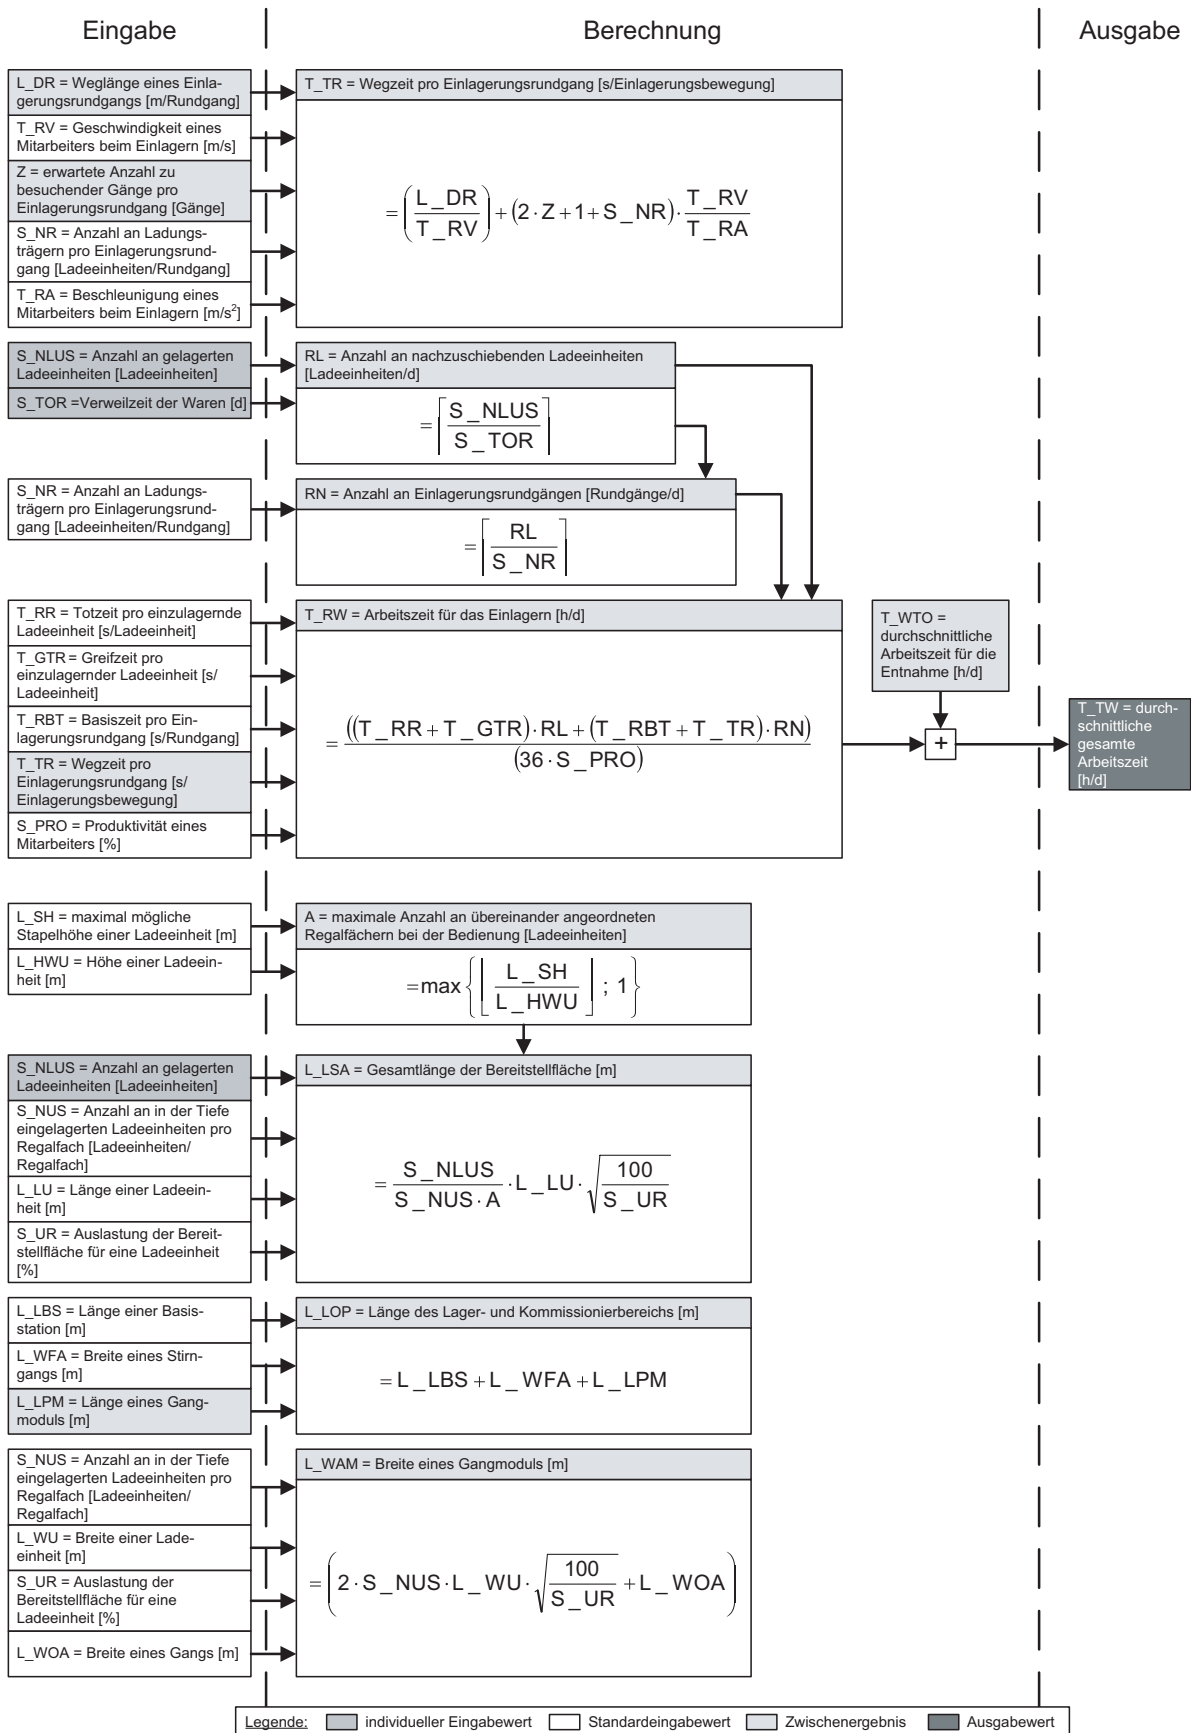 Eingabe
Berechnung
Ausgabe
L_DR = Weglänge eines Einla-
gerungsrundgangs [m/Rundgang]
T_RV = Geschwindigkeit eines
Mitarbeiters beim Einlagern [m/s]
Z = erwartete Anzahl zu
besuchender Gänge pro
Einlagerungsrundgang [Gänge]
S_NR = Anzahl an Ladungs-
trägern pro Einlagerungsrund-
gang [Ladeeinheiten/Rundgang]
T_RA = Beschleunigung eines
Mitarbeiters beim Einlagern [m/s²]
T_TR = Wegzeit pro Einlagerungsrundgang [s/Einlagerungsbewegung]
= (L_DR / T_RV) + (2 · Z + 1 + S_NR) · T_RV / T_RA
S_NLUS = Anzahl an gelagerten
Ladeeinheiten [Ladeeinheiten]
S_TOR =Verweilzeit der Waren [d]
RL = Anzahl an nachzuschiebenden Ladeeinheiten
[Ladeeinheiten/d]
= ⌈S_NLUS / S_TOR⌉
S_NR = Anzahl an Ladungs-
trägern pro Einlagerungsrund-
gang [Ladeeinheiten/Rundgang]
RN = Anzahl an Einlagerungsrundgängen [Rundgänge/d]
= ⌈RL / S_NR⌉
T_RR = Totzeit pro einzulagernde
Ladeeinheit [s/Ladeeinheit]
T_GTR = Greifzeit pro
einzulagernder Ladeeinheit [s/
Ladeeinheit]
T_RBT = Basiszeit pro Ein-
lagerungsrundgang [s/Rundgang]
T_TR = Wegzeit pro
Einlagerungsrundgang [s/
Einlagerungsbewegung]
S_PRO = Produktivität eines
Mitarbeiters [%]
T_RW = Arbeitszeit für das Einlagern [h/d]
= ((T_RR + T_GTR) · RL + (T_RBT + T_TR) · RN) / (36 · S_PRO)
T_WTO =
durchschnittliche
Arbeitszeit für die
Entnahme [h/d]
+
T_TW = durch-
schnittliche
gesamte
Arbeitszeit
[h/d]
L_SH = maximal mögliche
Stapelhöhe einer Ladeeinheit [m]
L_HWU = Höhe einer Ladeein-
heit [m]
A = maximale Anzahl an übereinander angeordneten
Regalfächern bei der Bedienung [Ladeeinheiten]
=max{⌊L_SH / L_HWU⌋ ; 1}
S_NLUS = Anzahl an gelagerten
Ladeeinheiten [Ladeeinheiten]
S_NUS = Anzahl an in der Tiefe
eingelagerten Ladeeinheiten pro
Regalfach [Ladeeinheiten/
Regalfach]
L_LU = Länge einer Ladeein-
heit [m]
S_UR = Auslastung der Bereit-
stellfläche für eine Ladeeinheit
[%]
L_LSA = Gesamtlänge der Bereitstellfläche [m]
= S_NLUS / (S_NUS · A) · L_LU · √(100 / S_UR)
L_LBS = Länge einer Basis-
station [m]
L_WFA = Breite eines Stirn-
gangs [m]
L_LPM = Länge eines Gang-
moduls [m]
L_LOP = Länge des Lager- und Kommissionierbereichs [m]
= L_LBS + L_WFA + L_LPM
S_NUS = Anzahl an in der Tiefe
eingelagerten Ladeeinheiten pro
Regalfach [Ladeeinheiten/
Regalfach]
L_WU = Breite einer Lade-
einheit [m]
S_UR = Auslastung der
Bereitstellfläche für eine
Ladeeinheit [%]
L_WOA = Breite eines Gangs [m]
L_WAM = Breite eines Gangmoduls [m]
= (2 · S_NUS · L_WU · √(100 / S_UR) + L_WOA)
Legende: individueller Eingabewert Standardeingabewert Zwischenergebnis Ausgabewert